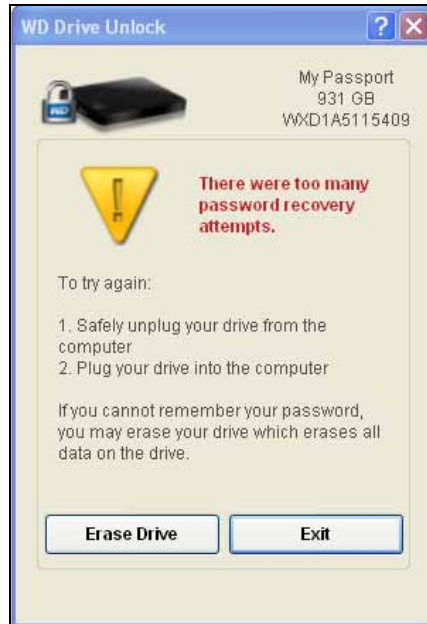 WD Drive Unlock
?
X
WD
My Passport
931 GB
WXD1A5115409
!
There were too many
password recovery
attempts.
To try again:
1. Safely unplug your drive from the
computer
2. Plug your drive into the computer
If you cannot remember your password,
you may erase your drive which erases all
data on the drive.
Erase Drive
Exit